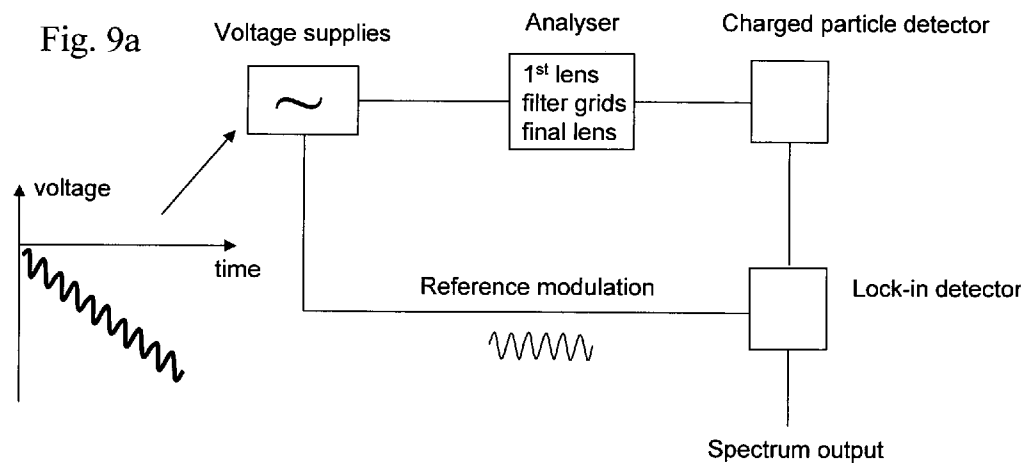 Fig. 9a
Voltage supplies
Analyser
Charged particle detector
~
1st lens
filter grids
final lens
voltage
time
Reference modulation
Lock-in detector
Spectrum output